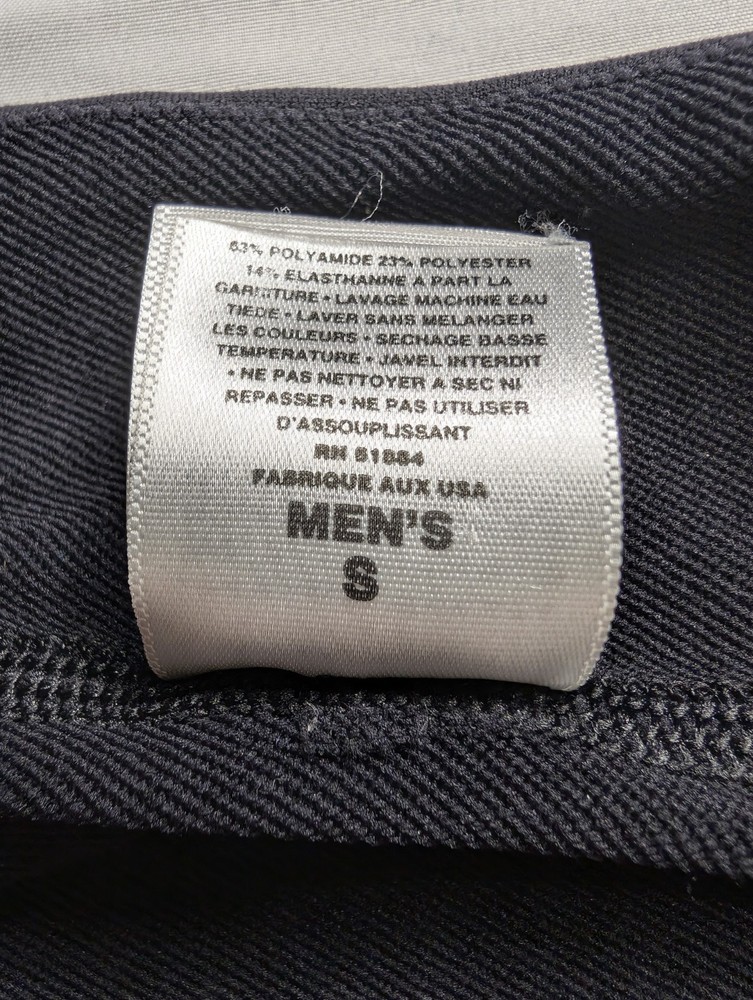 63% POLYAMIDE 23% POLYESTER
14% ELASTHANNE A PART LA
GARNITURE • LAVAGE MACHINE EAU
TIEDE • LAVER SANS MELANGER
LES COULEURS • SECHAGE BASSE
TEMPERATURE • JAVEL INTERDIT
• NE PAS NETTOYER A SEC NI
REPASSER • NE PAS UTILISER
D'ASSOUPLISSANT
RN 51884
FABRIQUE AUX USA
MEN'S
S